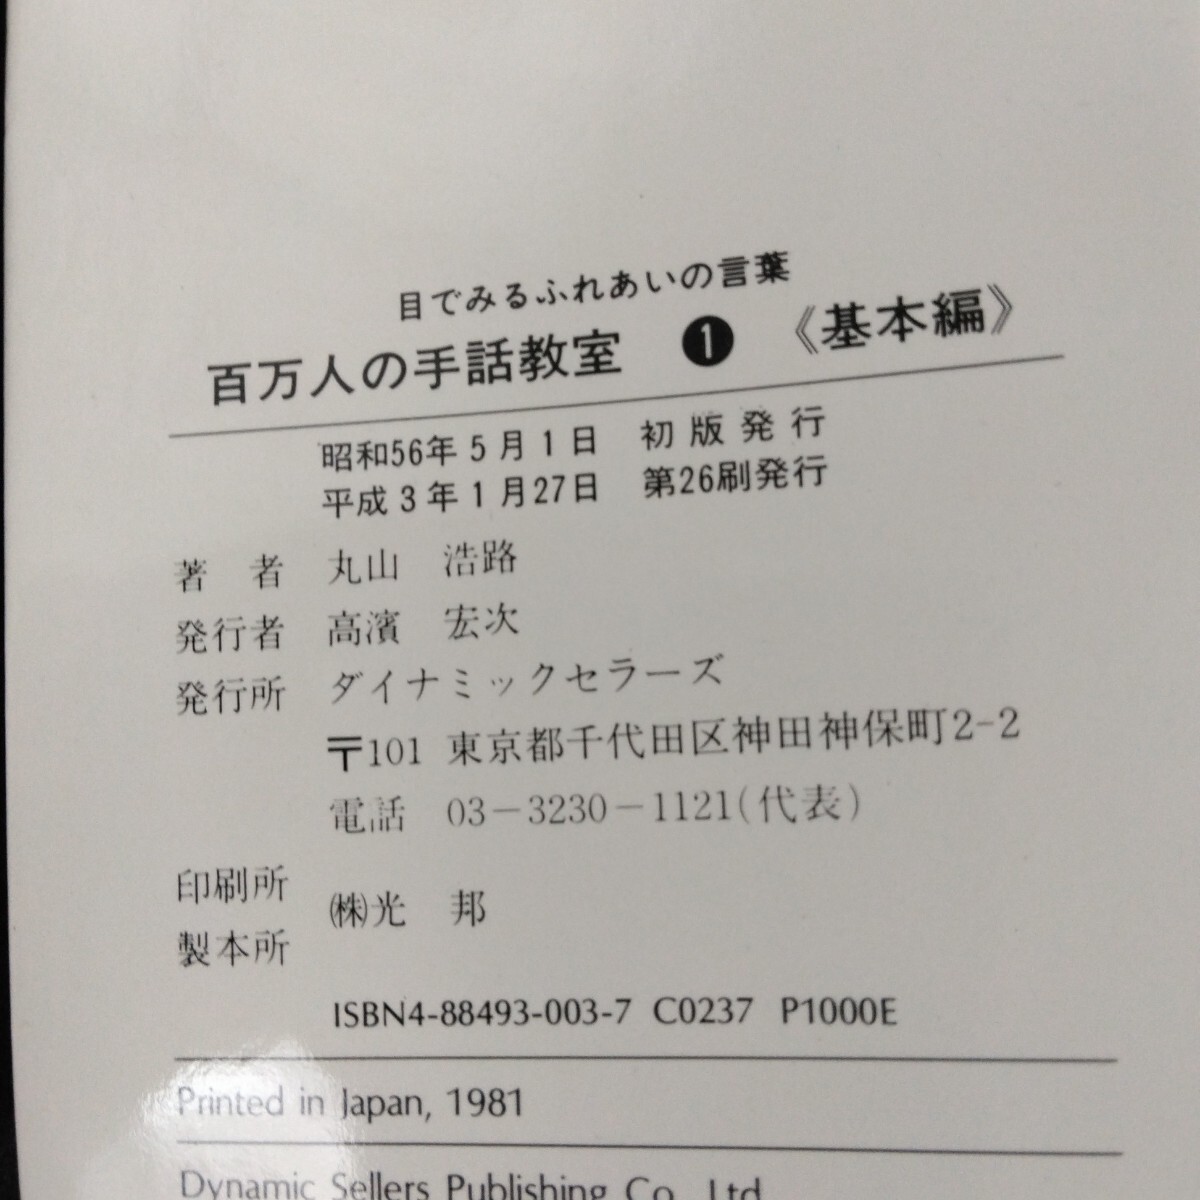 目でみるふれあいの言葉
百万人の手話教室 ❶ 《基本編》
昭和56年5月1日 初版発行
平成3年1月27日 第26刷発行
著 者 丸山 浩路
発行者 高濱 宏次
発行所 ダイナミックセラーズ
〒101 東京都千代田区神田神保町2-2
電話 03-3230-1121(代表)
印刷所
製本所
㈱光 邦
ISBN4-88493-003-7 C0237 P1000E
Printed in Japan, 1981
Dynamic Sellers Publishing Co., Ltd.